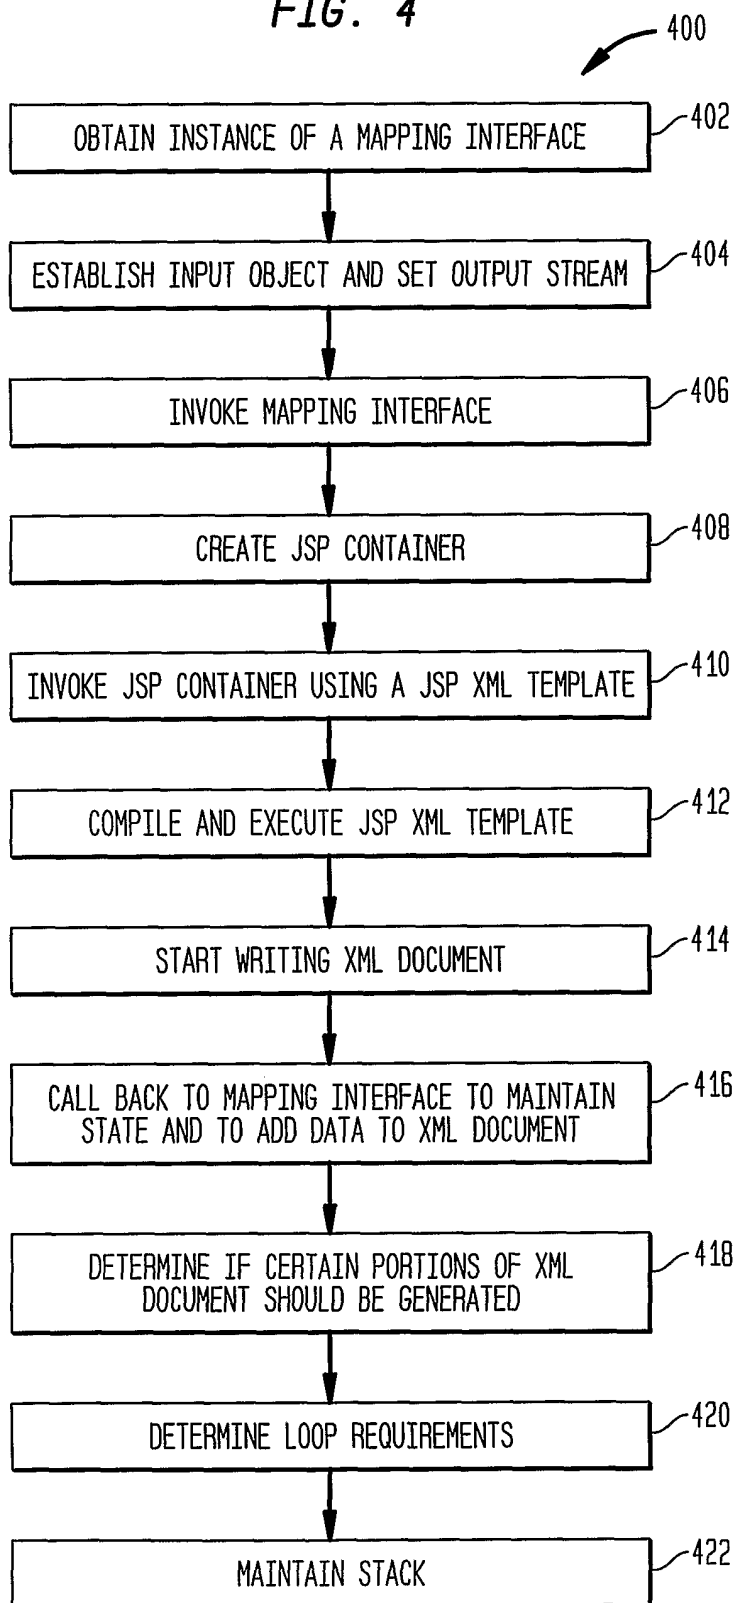 FIG. 4
400
OBTAIN INSTANCE OF A MAPPING INTERFACE
402
ESTABLISH INPUT OBJECT AND SET OUTPUT STREAM
404
INVOKE MAPPING INTERFACE
406
CREATE JSP CONTAINER
408
INVOKE JSP CONTAINER USING A JSP XML TEMPLATE
410
COMPILE AND EXECUTE JSP XML TEMPLATE
412
START WRITING XML DOCUMENT
414
CALL BACK TO MAPPING INTERFACE TO MAINTAIN
STATE AND TO ADD DATA TO XML DOCUMENT
416
DETERMINE IF CERTAIN PORTIONS OF XML
DOCUMENT SHOULD BE GENERATED
418
DETERMINE LOOP REQUIREMENTS
420
MAINTAIN STACK
422